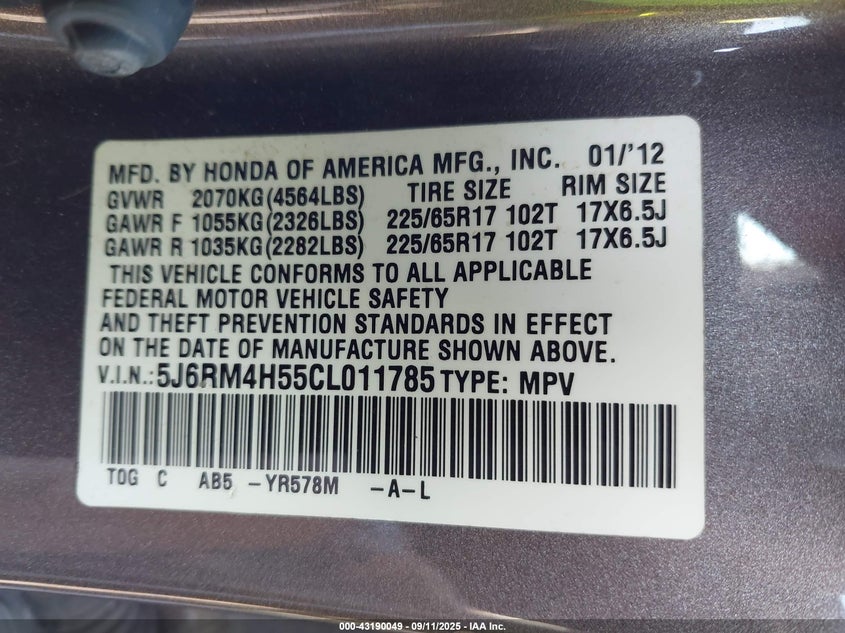 MFD. BY HONDA OF AMERICA MFG., INC. 01/'12
GVWR 2070KG(4564LBS) TIRE SIZE RIM SIZE
GAWR F 1055KG(2326LBS) 225/65R17 102T 17X6.5J
GAWR R 1035KG(2282LBS) 225/65R17 102T 17X6.5J
THIS VEHICLE CONFORMS TO ALL APPLICABLE
FEDERAL MOTOR VEHICLE SAFETY
AND THEFT PREVENTION STANDARDS IN EFFECT
ON THE DATE OF MANUFACTURE SHOWN ABOVE.
V.I.N.: 5J6RM4H55CL011785 TYPE: MPV
TOG C AB5 -YR578M -A-L
000-43190049 - 09/11/2025 - IAA Inc.